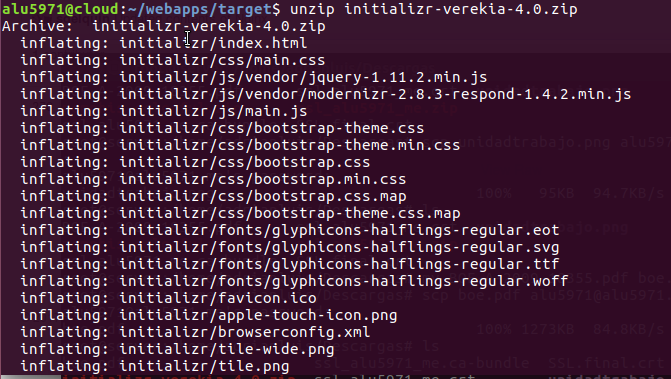 alu5971@cloud:~/webapps/target$ unzip initializr-verekia-4.0.zip
Archive:  initializr-verekia-4.0.zip
  inflating: initializr/index.html
  inflating: initializr/css/main.css
  inflating: initializr/js/vendor/jquery-1.11.2.min.js
  inflating: initializr/js/vendor/modernizr-2.8.3-respond-1.4.2.min.js
  inflating: initializr/js/main.js
  inflating: initializr/css/bootstrap-theme.css
  inflating: initializr/css/bootstrap-theme.min.css
  inflating: initializr/css/bootstrap.css
  inflating: initializr/css/bootstrap.min.css
  inflating: initializr/css/bootstrap.css.map
  inflating: initializr/css/bootstrap-theme.css.map
  inflating: initializr/fonts/glyphicons-halflings-regular.eot
  inflating: initializr/fonts/glyphicons-halflings-regular.svg
  inflating: initializr/fonts/glyphicons-halflings-regular.ttf
  inflating: initializr/fonts/glyphicons-halflings-regular.woff
  inflating: initializr/favicon.ico
  inflating: initializr/apple-touch-icon.png
  inflating: initializr/browserconfig.xml
  inflating: initializr/tile-wide.png
  inflating: initializr/tile.png